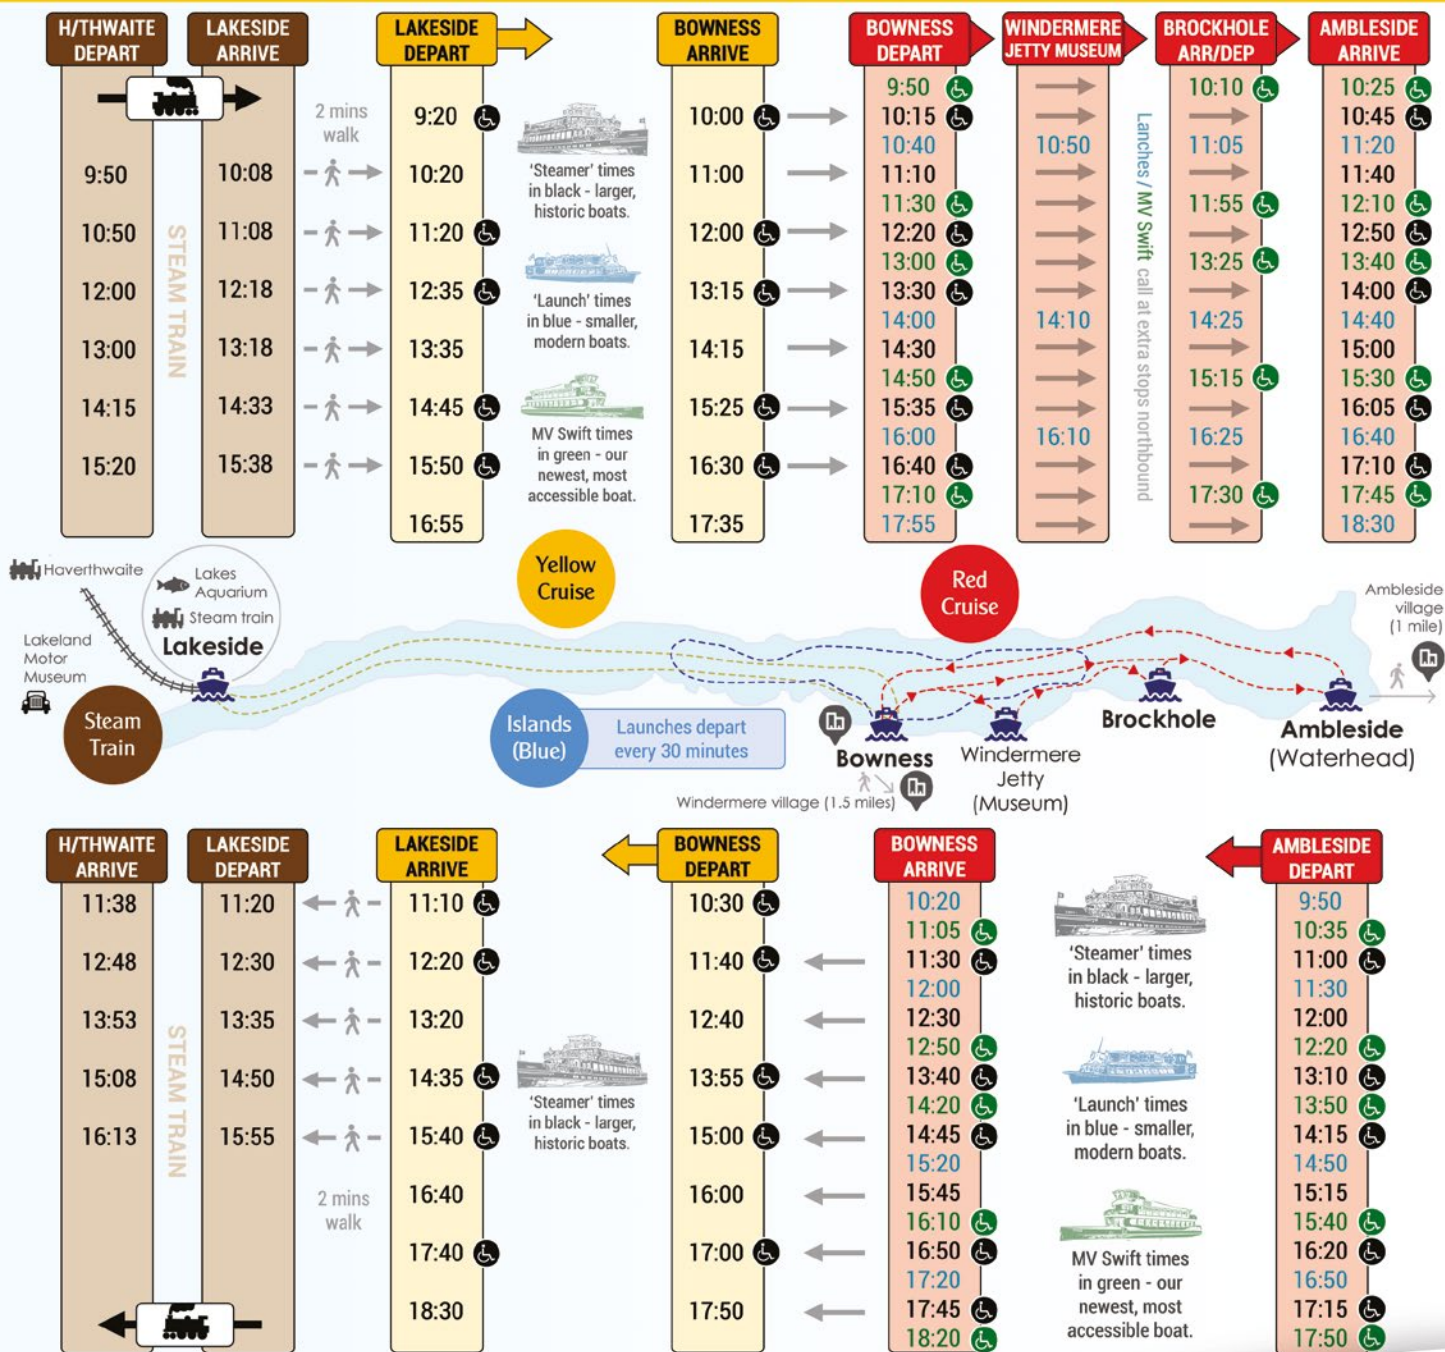 H/THWAITE DEPART
LAKESIDE ARRIVE
LAKESIDE DEPART
BOWNESS ARRIVE
BOWNESS DEPART
WINDERMERE JETTY MUSEUM
BROCKHOLE ARR/DEP
AMBLESIDE ARRIVE
9:50 10:10 10:25
2 mins walk
9:20 10:00 10:15 10:45
10:40 10:50 11:05 11:20
9:50 10:08 10:20 11:00 11:10 11:40
11:30 11:55 12:10
10:50 11:08 11:20 12:00 12:20 12:50
13:00 13:25 13:40
12:00 12:18 12:35 13:15 13:30 14:00
14:00 14:10 14:25 14:40
13:00 13:18 13:35 14:15 14:30 15:00
14:50 15:15 15:30
14:15 14:33 14:45 15:25 15:35 16:05
16:00 16:10 16:25 16:40
15:20 15:38 15:50 16:30 16:40 17:10
17:10 17:30 17:45
16:55 17:35 17:55 18:30
STEAM TRAIN
'Steamer' times
in black - larger,
historic boats.
'Launch' times
in blue - smaller,
modern boats.
MV Swift times
in green - our
newest, most
accessible boat.
Lanches / MV Swift call at extra stops northbound
Haverthwaite
Lakes
Aquarium
Steam train
Lakeside
Lakeland
Motor
Museum
Steam
Train
Yellow
Cruise
Islands
(Blue)
Launches depart
every 30 minutes
Red
Cruise
Bowness
Windermere village (1.5 miles)
Windermere
Jetty
(Museum)
Brockhole
Ambleside
(Waterhead)
Ambleside
village
(1 mile)
H/THWAITE ARRIVE
LAKESIDE DEPART
LAKESIDE ARRIVE
BOWNESS DEPART
BOWNESS ARRIVE
AMBLESIDE DEPART
11:38 11:20 11:10 10:30 10:20 9:50
11:05 10:35
12:48 12:30 12:20 11:40 11:30 11:00
12:00 11:30
13:53 13:35 13:20 12:40 12:30 12:00
12:50 12:20
15:08 14:50 14:35 13:55 13:40 13:10
14:20 13:50
16:13 15:55 15:40 15:00 14:45 14:15
15:20 14:50
16:40 16:00 15:45 15:15
16:10 15:40
17:40 17:00 16:50 16:20
17:20 16:50
18:30 17:50 17:45 17:15
18:20 17:50
STEAM TRAIN
2 mins
walk
'Steamer' times
in black - larger,
historic boats.
'Steamer' times
in black - larger,
historic boats.
'Launch' times
in blue - smaller,
modern boats.
MV Swift times
in green - our
newest, most
accessible boat.